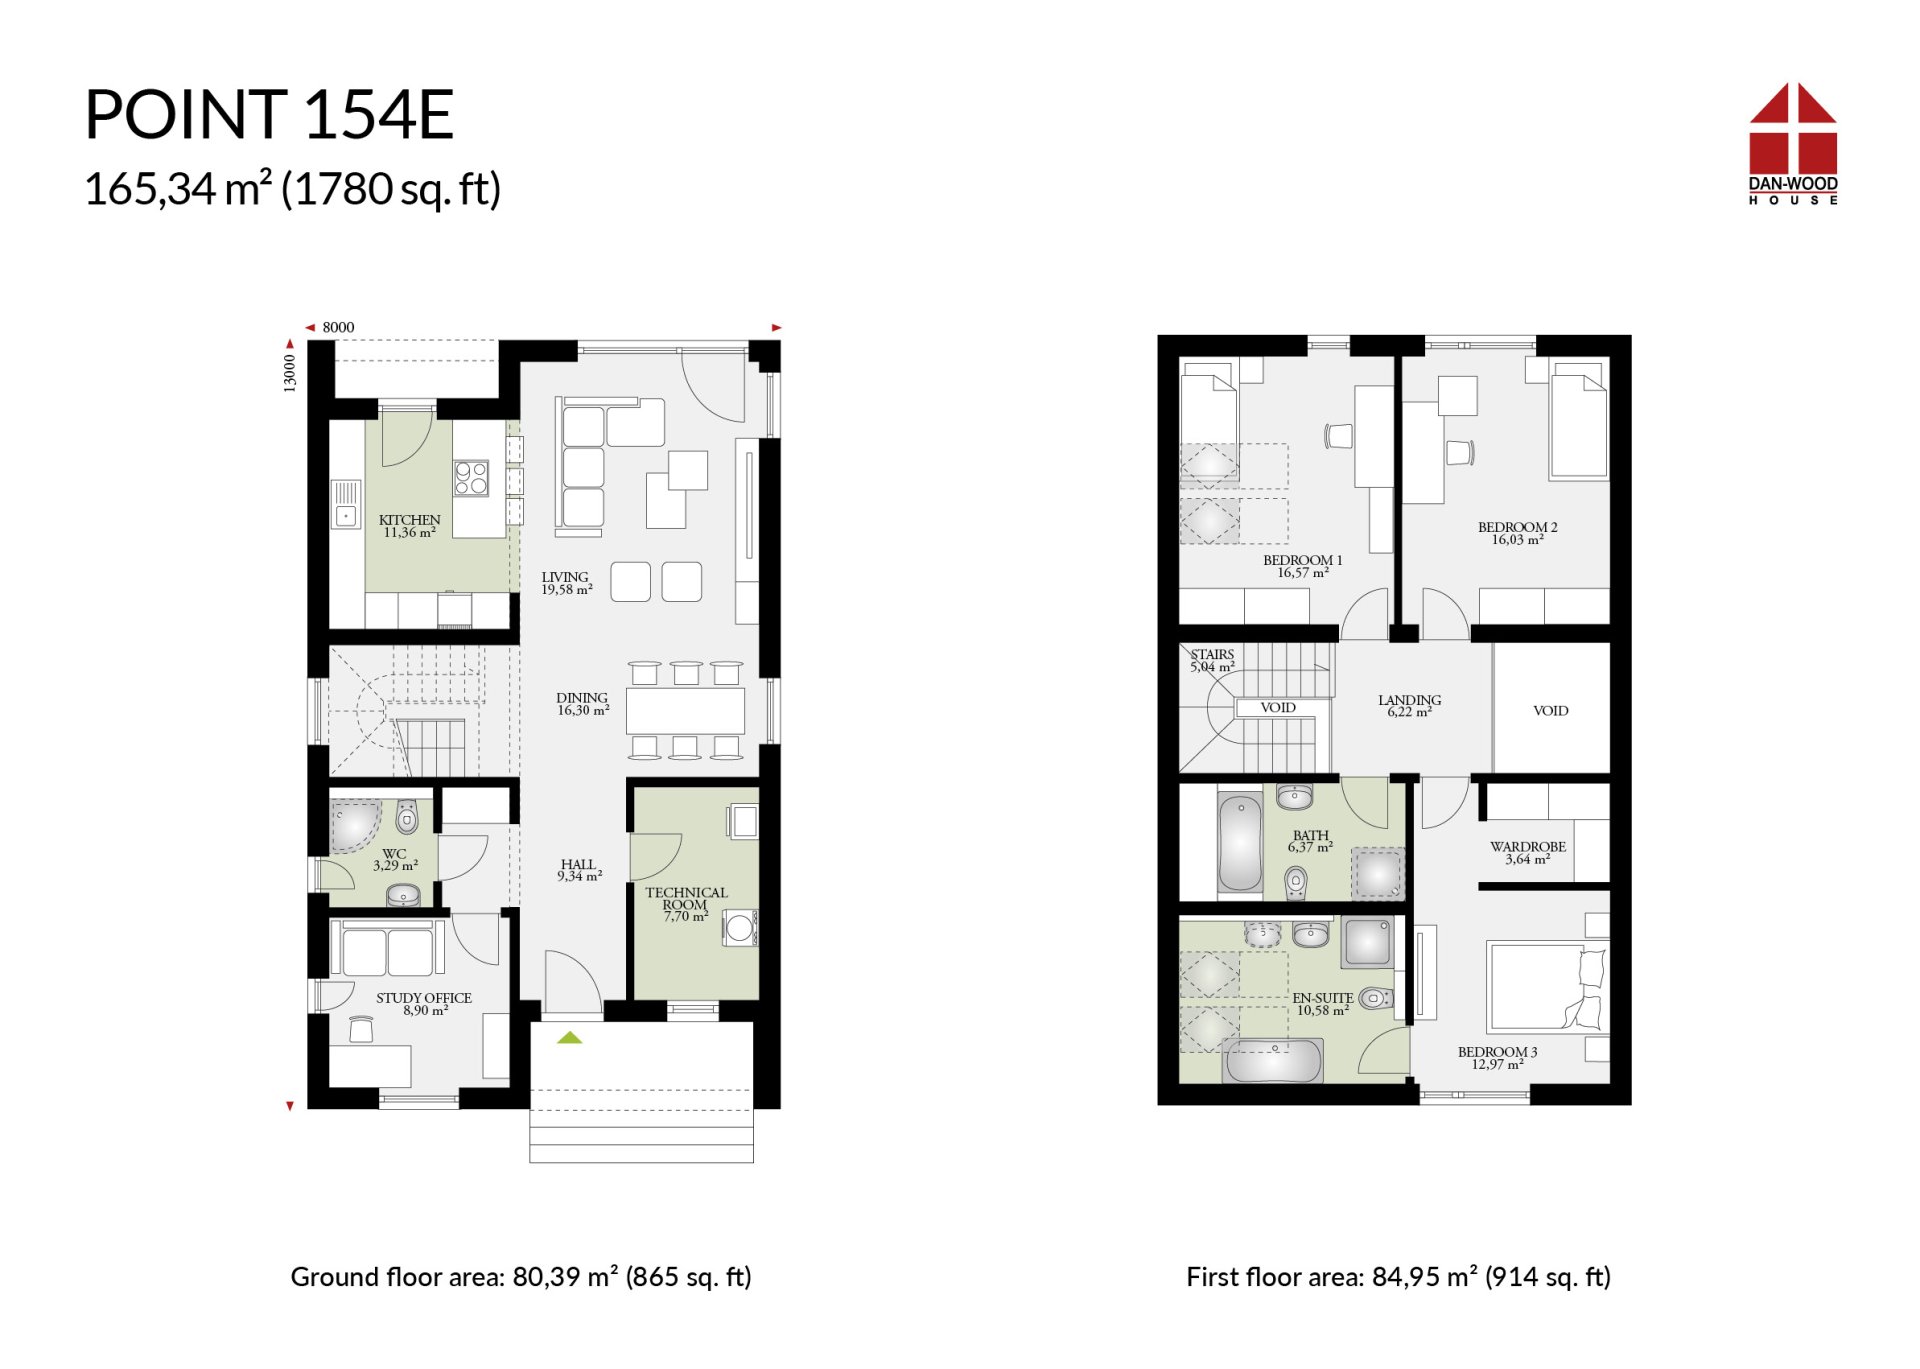 POINT 154E
165,34 m² (1780 sq. ft)
DAN-WOOD
HOUSE
8000
13000
KITCHEN
11,36 m²
LIVING
19,58 m²
DINING
16,30 m²
WC
3,29 m²
HALL
9,34 m²
TECHNICAL
ROOM
7,70 m²
STUDY OFFICE
8,90 m²
Ground floor area: 80,39 m² (865 sq. ft)
BEDROOM 1
16,57 m²
BEDROOM 2
16,03 m²
STAIRS
5,04 m²
VOID
LANDING
6,22 m²
VOID
BATH
6,37 m²
WARDROBE
3,64 m²
EN-SUITE
10,58 m²
BEDROOM 3
12,97 m²
First floor area: 84,95 m² (914 sq. ft)